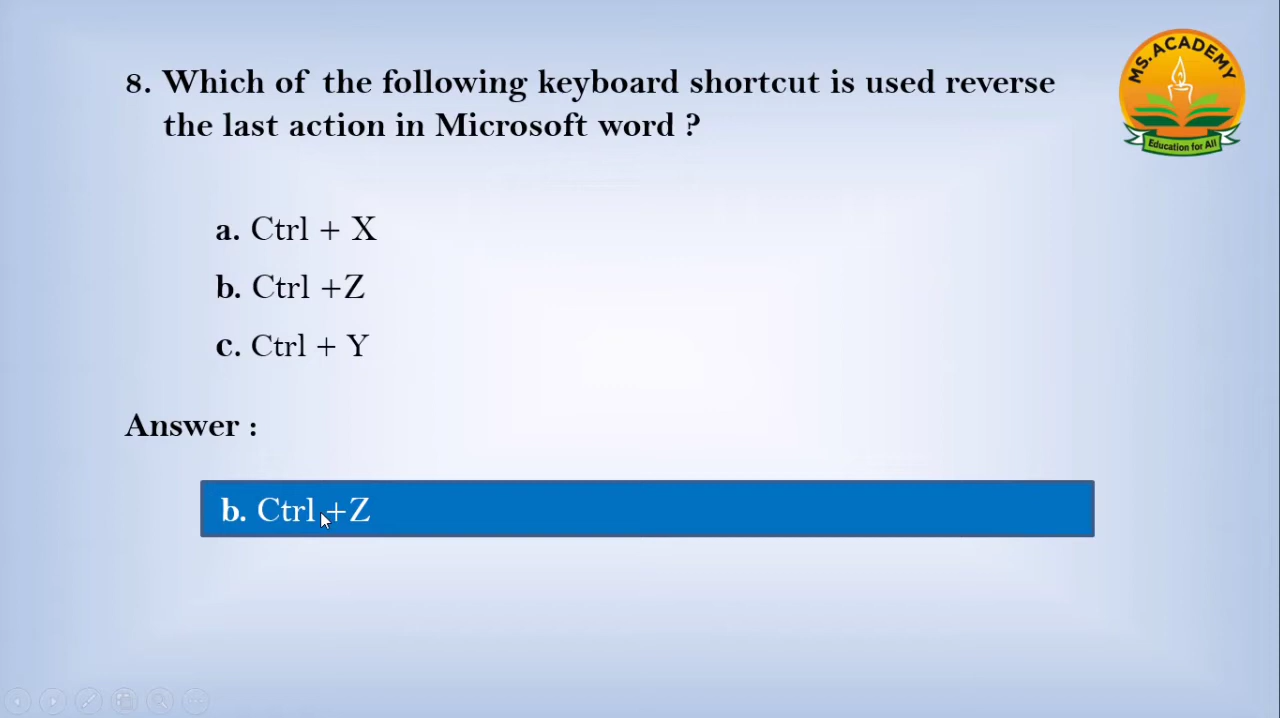 8. Which of the following keyboard shortcut is used reverse
the last action in Microsoft word ?
MS. ACADEMY
Education for All
a. Ctrl + X
b. Ctrl +Z
c. Ctrl + Y
Answer :
b. Ctrl +Z